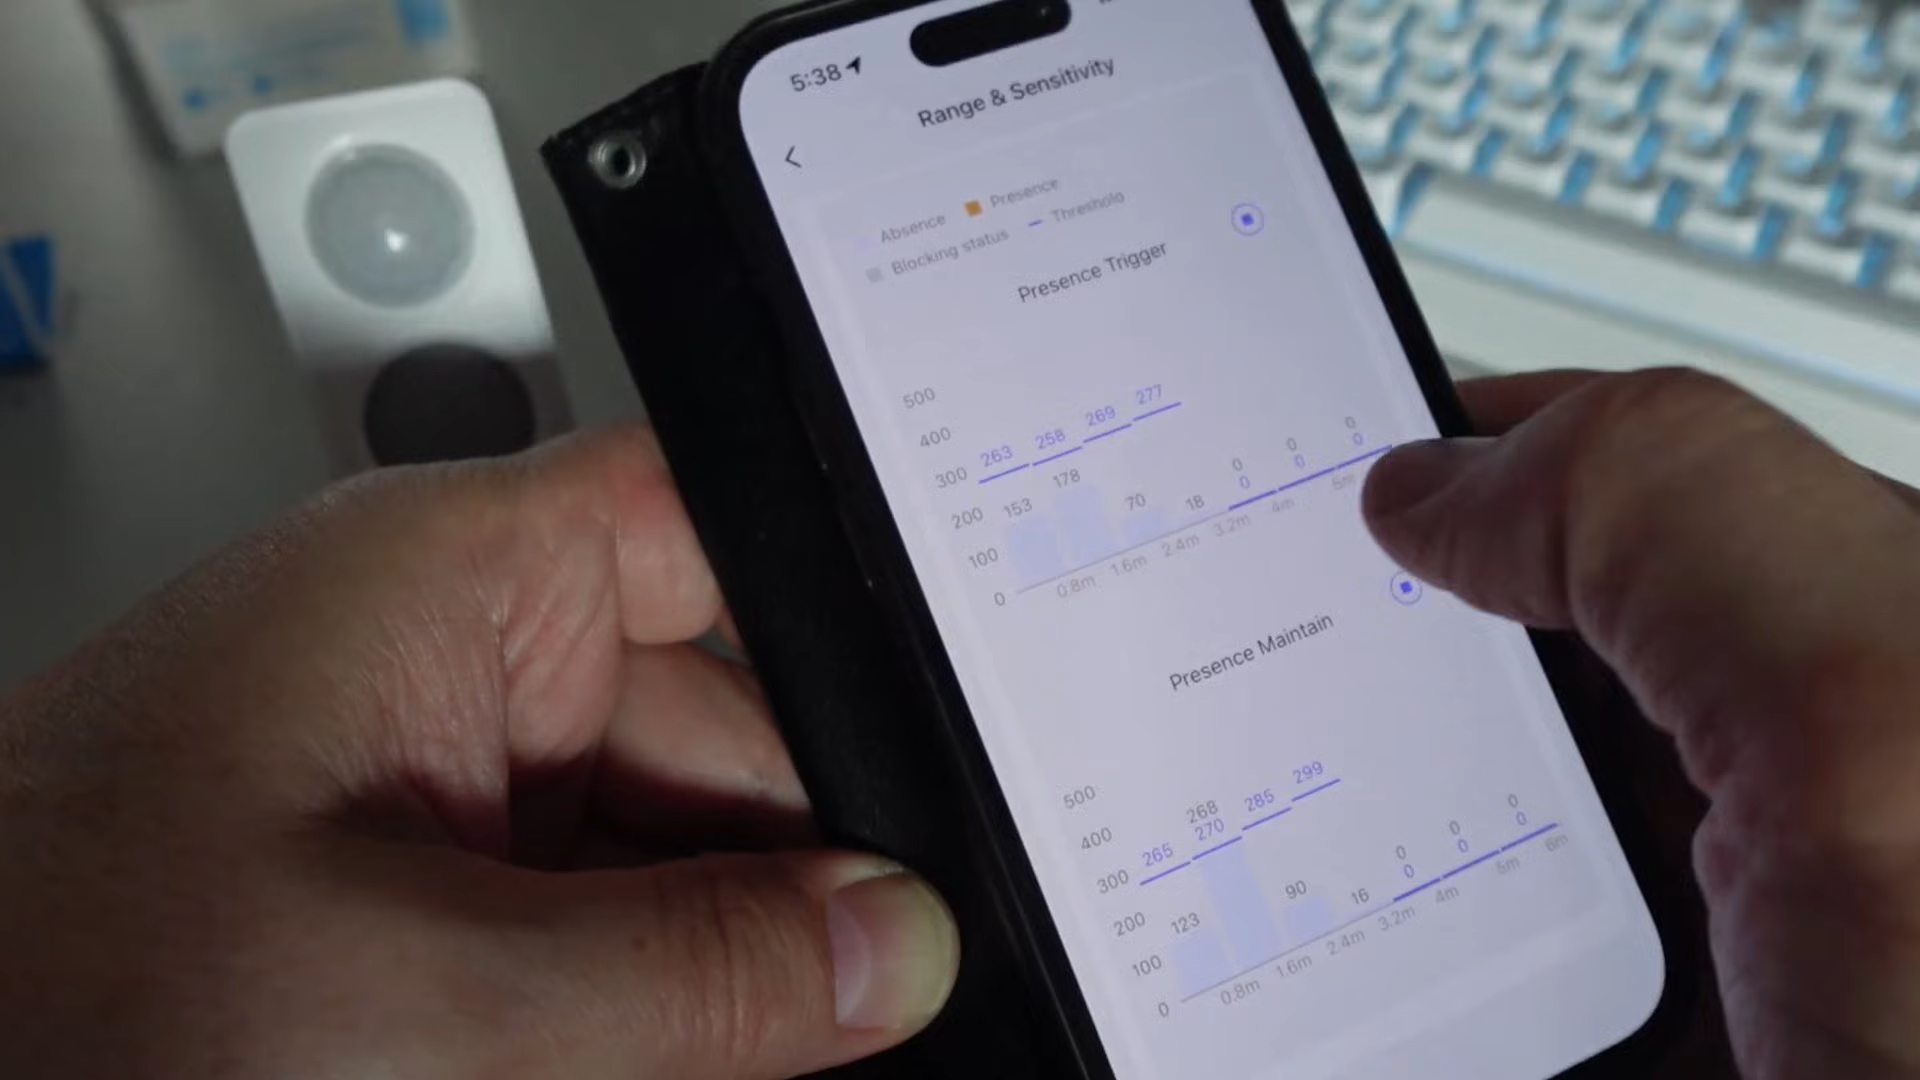 5:38
Range & Sensitivity
Absence Presence
Blocking status Threshold
Presence Trigger
500
400
300 263 258 269 277
200 153 178 70 18 0 0 0
0 0 0
100
0 0.8m 1.6m 2.4m 3.2m 4m 5m
Presence Maintain
500
400 268
300 265 270 285 299
200 123 90 16 0 0 0
0 0 0
100
0 0.8m 1.6m 2.4m 3.2m 4m 5m 6m